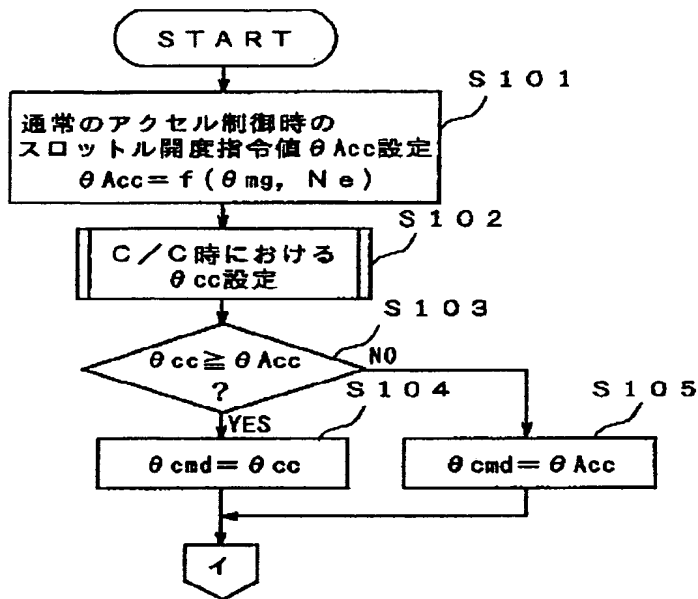 START
S101
通常のアクセル制御時の
スロットル開度指令値θAcc設定
θAcc=f(θmg, Ne)
S102
C/C時における
θcc設定
S103
θcc≧θAcc
?
NO
YES
S104
θcmd=θcc
S105
θcmd=θAcc
イ